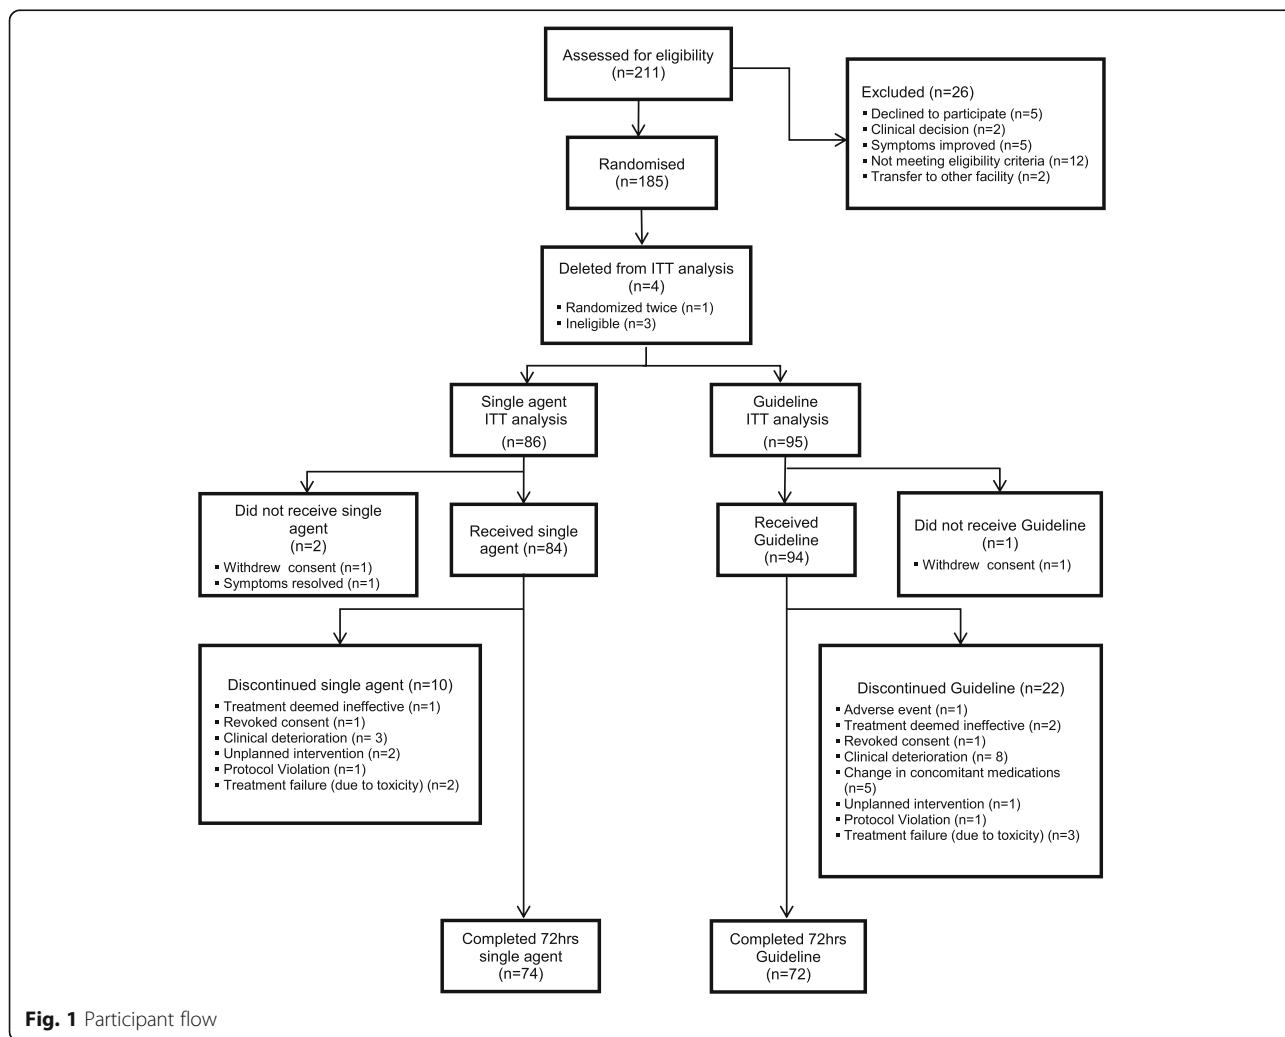 Assessed for eligibility
(n=211)
Excluded (n=26)
▪ Declined to participate (n=5)
▪ Clinical decision (n=2)
▪ Symptoms improved (n=5)
▪ Not meeting eligibility criteria (n=12)
▪ Transfer to other facility (n=2)
Randomised
(n=185)
Deleted from ITT analysis
(n=4)
▪ Randomized twice (n=1)
▪ Ineligible (n=3)
Single agent
ITT analysis
(n=86)
Guideline
ITT analysis
(n=95)
Did not receive single
agent
(n=2)
▪ Withdrew consent (n=1)
▪ Symptoms resolved (n=1)
Received single
agent (n=84)
Received
Guideline
(n=94)
Did not receive Guideline
(n=1)
▪ Withdrew consent (n=1)
Discontinued single agent (n=10)
▪ Treatment deemed ineffective (n=1)
▪ Revoked consent (n=1)
▪ Clinical deterioration (n= 3)
▪ Unplanned intervention (n=2)
▪ Protocol Violation (n=1)
▪ Treatment failure (due to toxicity) (n=2)
Discontinued Guideline (n=22)
▪ Adverse event (n=1)
▪ Treatment deemed ineffective (n=2)
▪ Revoked consent (n=1)
▪ Clinical deterioration (n= 8)
▪ Change in concomitant medications
(n=5)
▪ Unplanned intervention (n=1)
▪ Protocol Violation (n=1)
▪ Treatment failure (due to toxicity) (n=3)
Completed 72hrs
single agent
(n=74)
Completed 72hrs
Guideline
(n=72)
Fig. 1 Participant flow